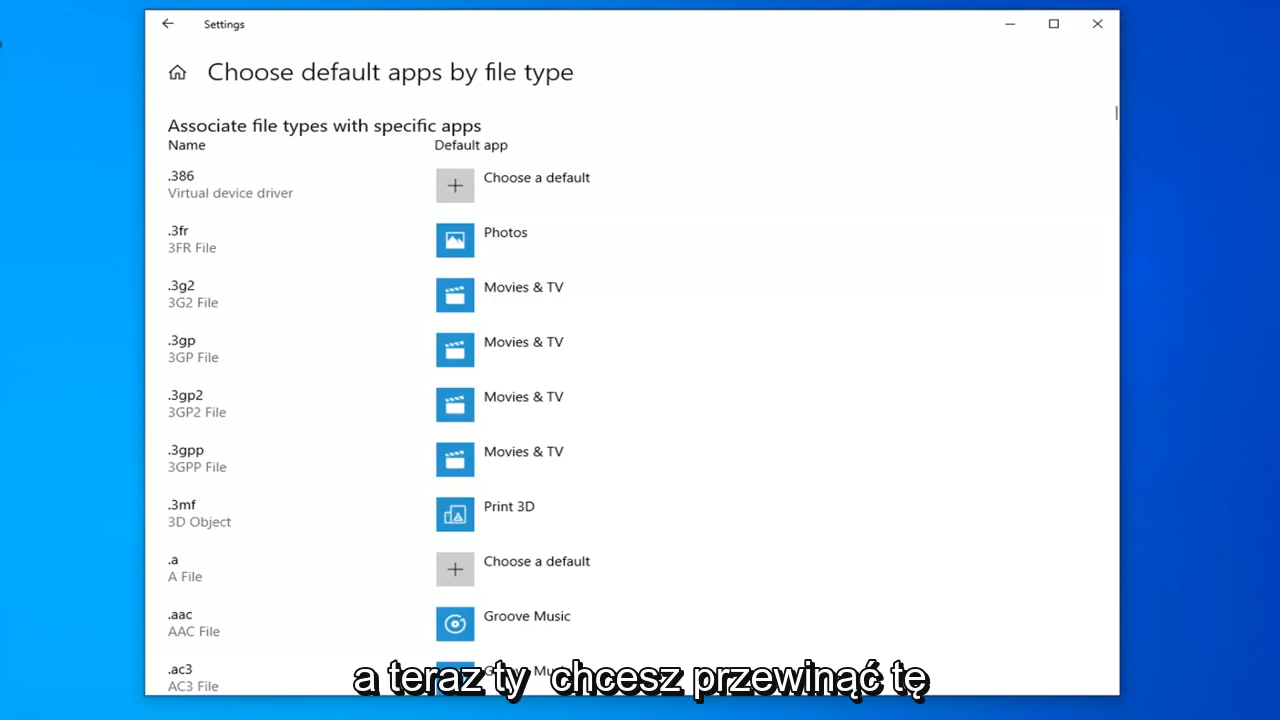 Settings
Choose default apps by file type
Associate file types with specific apps
Name Default app
.386 Choose a default
Virtual device driver
.3fr Photos
3FR File
.3g2 Movies & TV
3G2 File
.3gp Movies & TV
3GP File
.3gp2 Movies & TV
3GP2 File
.3gpp Movies & TV
3GPP File
.3mf Print 3D
3D Object
.a Choose a default
A File
.aac Groove Music
AAC File
.ac3
AC3 File
a teraz ty chcesz przewinąć tę